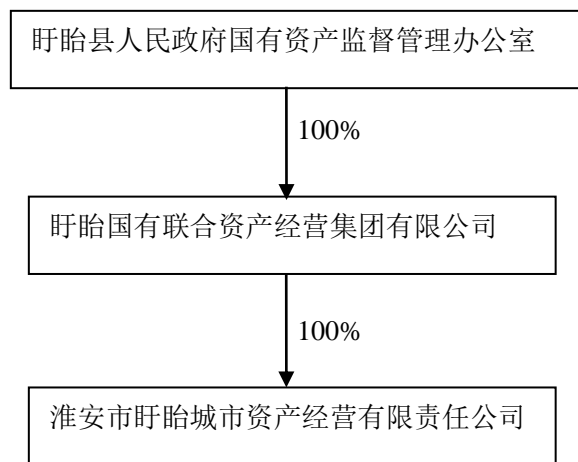 盱眙县人民政府国有资产监督管理办公室
100%
盱眙国有联合资产经营集团有限公司
100%
淮安市盱眙城市资产经营有限责任公司